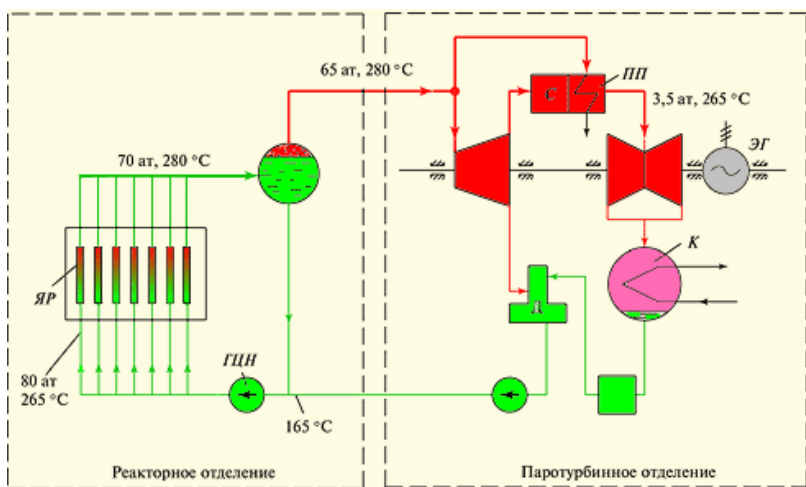 65 ат, 280 °С
ПП
С
3,5 ат, 265 °С
ЭГ
70 ат, 280 °С
К
ЯР
Д
ГЦН
80 ат
265 °С
165 °С
Реакторное отделение
Паротурбинное отделение